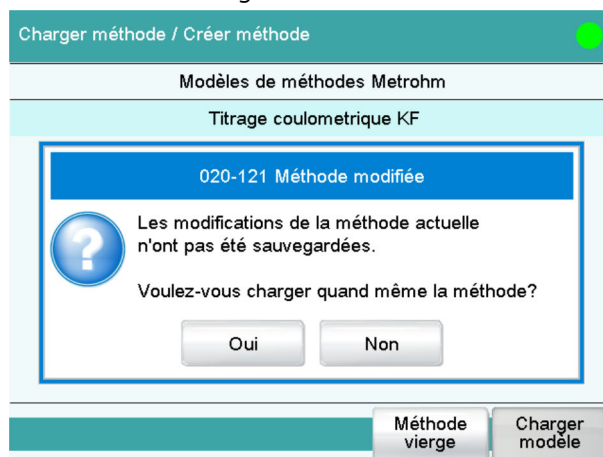 Charger méthode / Créer méthode
Modèles de méthodes Metrohm
Titrage coulometrique KF
020-121 Méthode modifiée
Les modifications de la méthode actuelle
n'ont pas été sauvegardées.
Voulez-vous charger quand même la méthode?
Oui
Non
Méthode
vierge
Charger
modèle